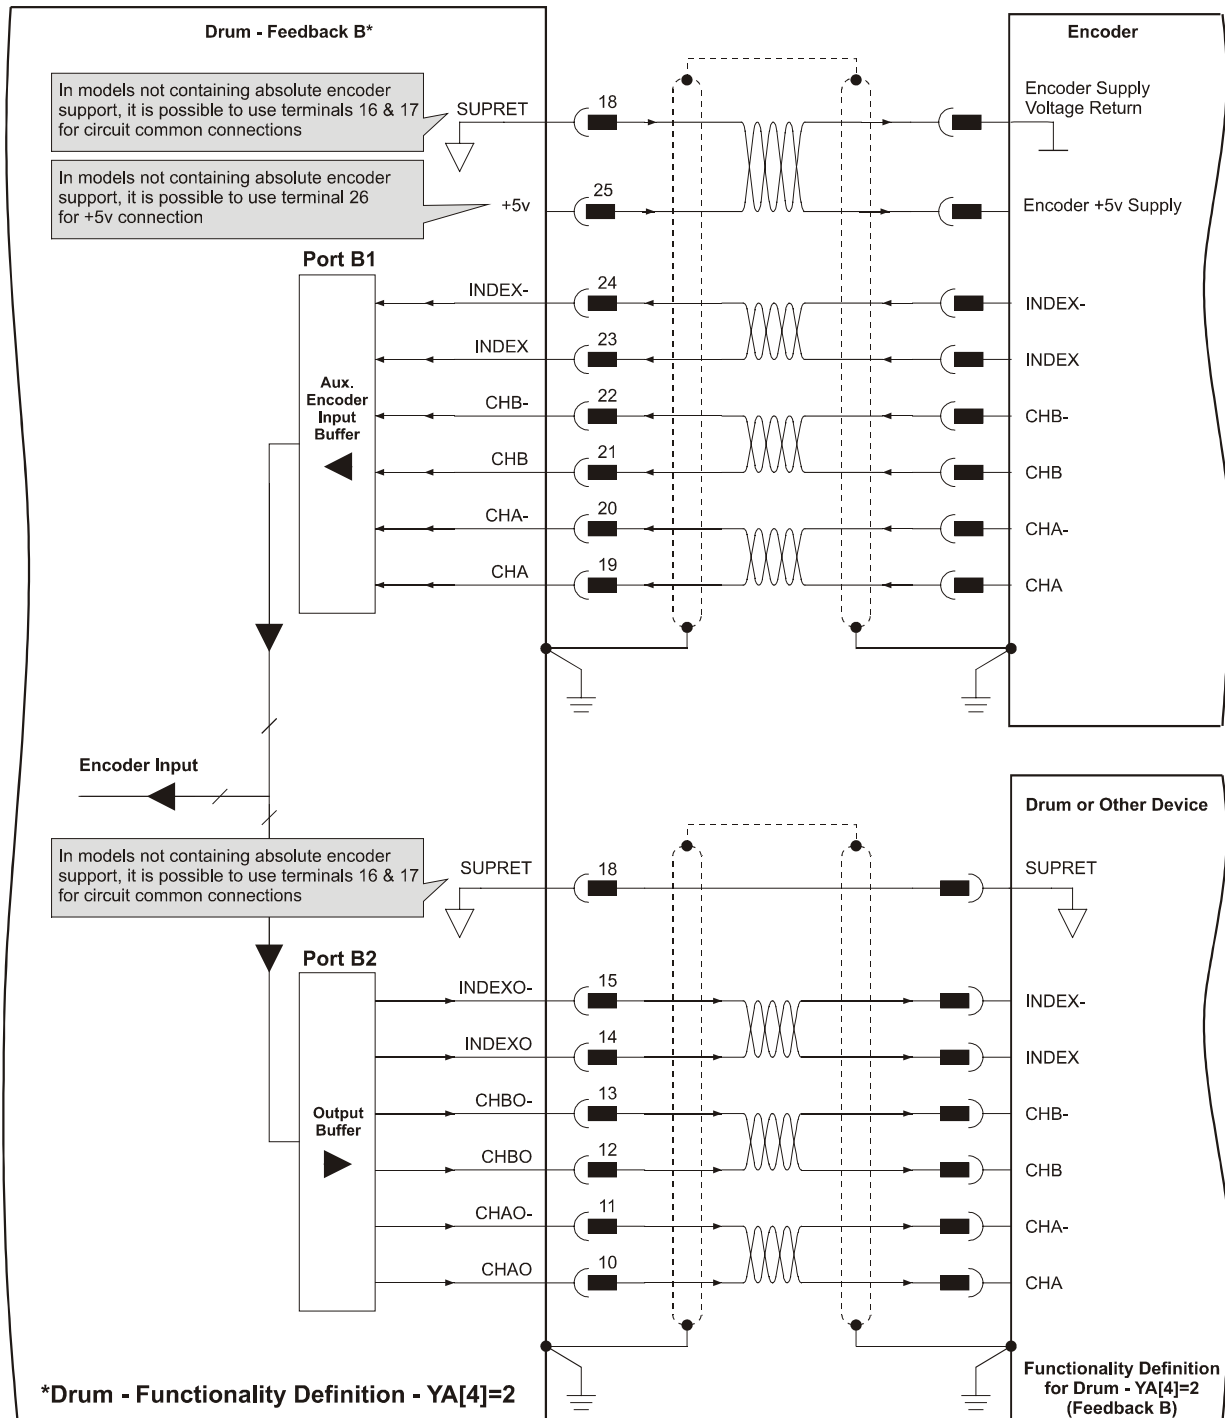 Drum - Feedback B*
Encoder
In models not containing absolute encoder
support, it is possible to use terminals 16 & 17
for circuit common connections
SUPRET
18
Encoder Supply
Voltage Return
In models not containing absolute encoder
support, it is possible to use terminal 26
for +5v connection
+5v
25
Encoder +5v Supply
Port B1
INDEX-
24
INDEX-
INDEX
23
INDEX
Aux.
Encoder
Input
Buffer
CHB-
22
CHB-
CHB
21
CHB
CHA-
20
CHA-
CHA
19
CHA
Encoder Input
Drum or Other Device
In models not containing absolute encoder
support, it is possible to use terminals 16 & 17
for circuit common connections
SUPRET
18
SUPRET
Port B2
INDEXO-
15
INDEX-
INDEXO
14
INDEX
Output
Buffer
CHBO-
13
CHB-
CHBO
12
CHB
CHAO-
11
CHA-
CHAO
10
CHA
*Drum - Functionality Definition - YA[4]=2
Functionality Definition
for Drum - YA[4]=2
(Feedback B)